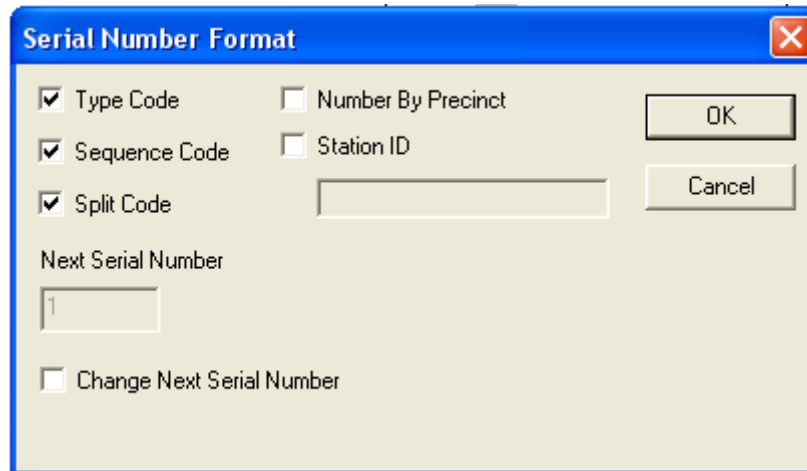 Serial Number Format
Type Code
Number By Precinct
OK
Sequence Code
Station ID
Split Code
Cancel
Next Serial Number
1
Change Next Serial Number